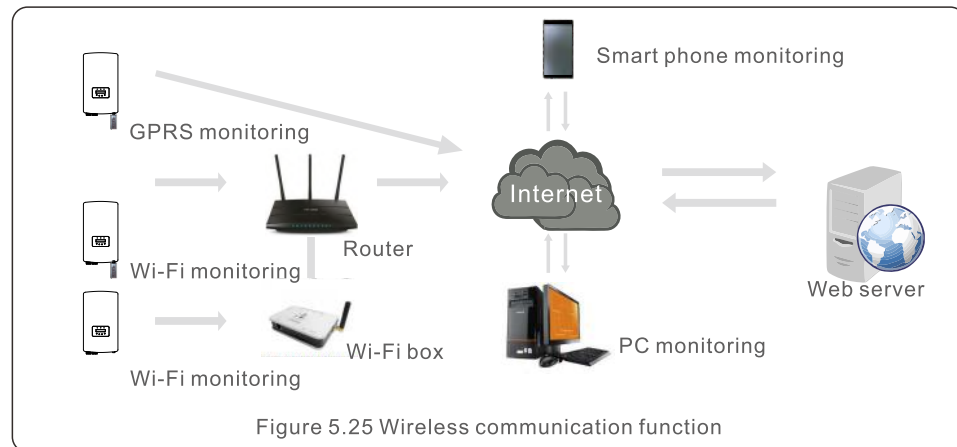 Smart phone monitoring
GPRS monitoring
Internet
Router
Wi-Fi monitoring
Web server
Wi-Fi box
PC monitoring
Wi-Fi monitoring
Figure 5.25 Wireless communication function